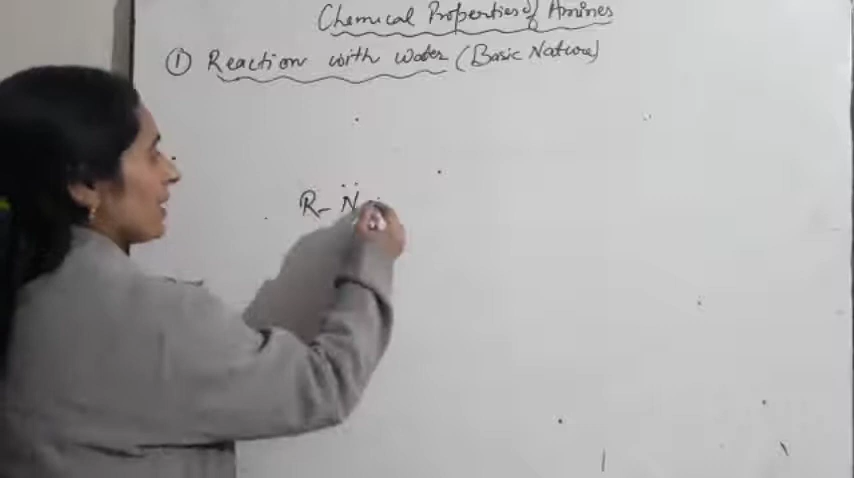 Chemical Properties of Amines
① Reaction with water (Basic Nature)
R- N̈